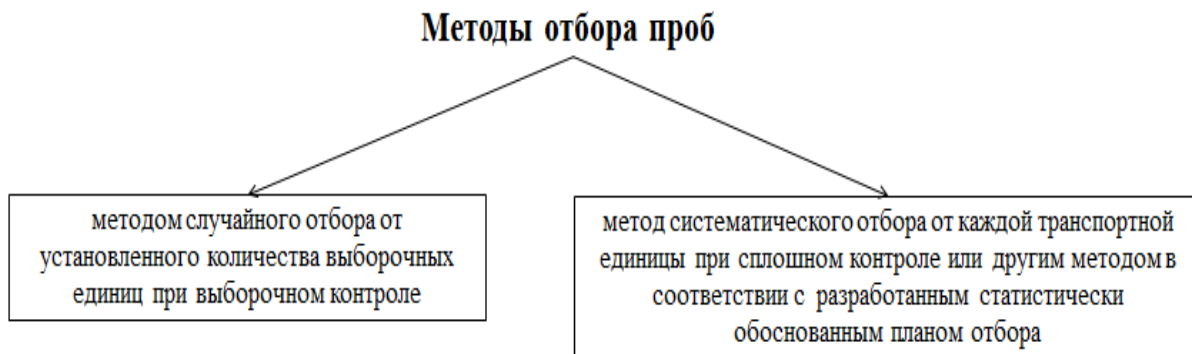 Методы отбора проб
методом случайного отбора от
установленного количества выборочных
единиц при выборочном контроле
метод систематического отбора от каждой транспортной
единицы при сплошном контроле или другим методом в
соответствии с разработанным статистически
обоснованным планом отбора